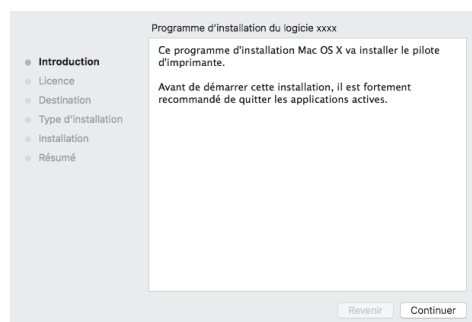 Programme d'installation du logicie xxxx
Introduction
Licence
Destination
Type d'installation
Installation
Résumé
Ce programme d'installation Mac OS X va installer le pilote
d'imprimante.
Avant de démarrer cette installation, il est fortement
recommandé de quitter les applications actives.
Revenir
Continuer